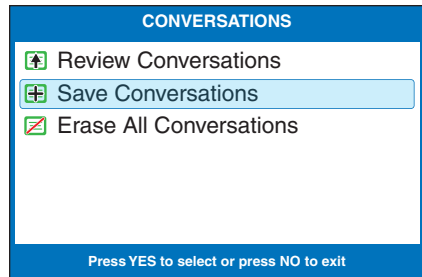 CONVERSATIONS
Review Conversations
Save Conversations
Erase All Conversations
Press YES to select or press NO to exit